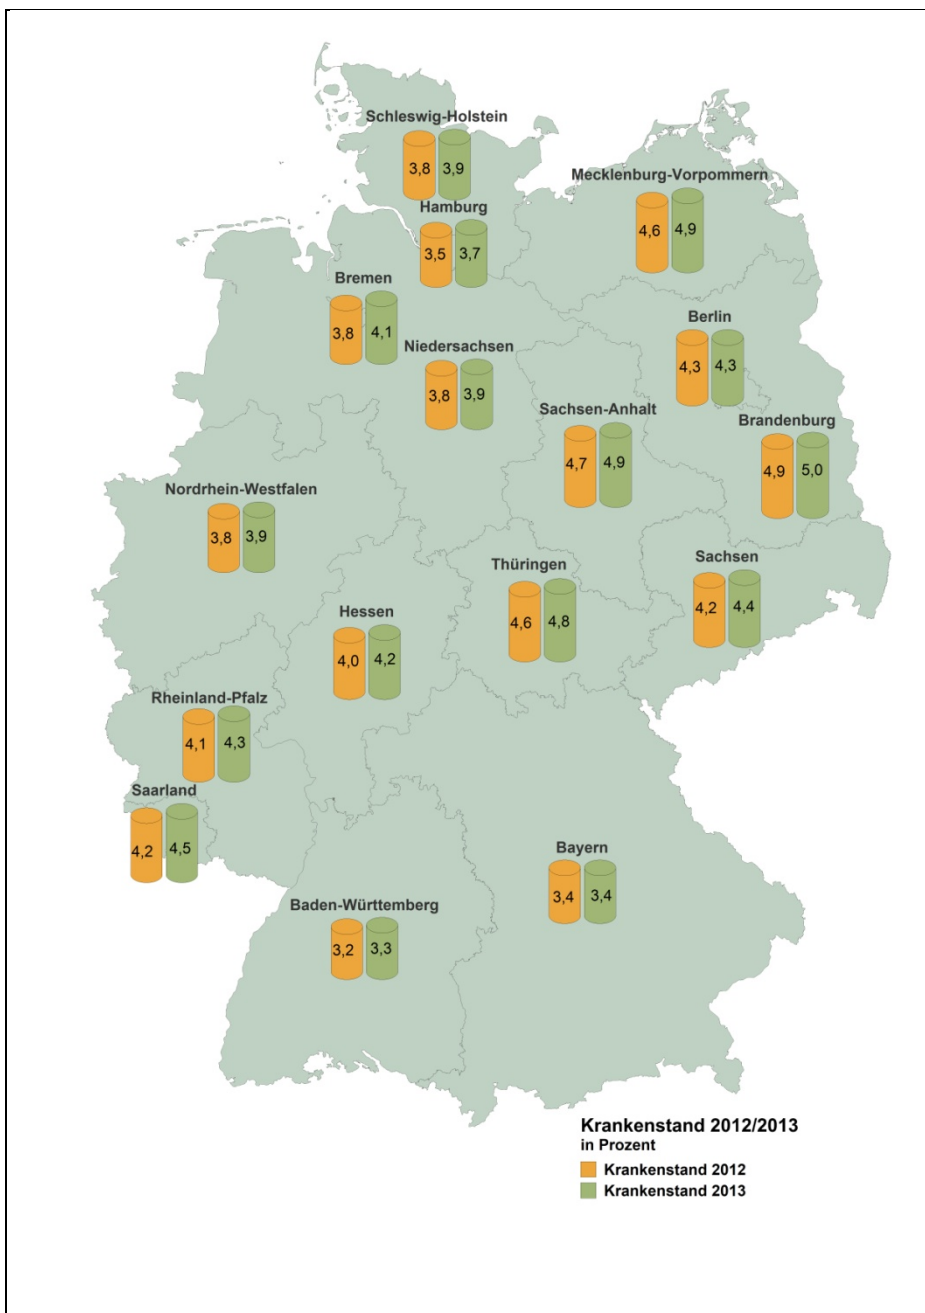 Schleswig-Holstein
3,8 3,9
Mecklenburg-Vorpommern
4,6 4,9
Hamburg
3,5 3,7
Bremen
3,8 4,1
Berlin
4,3 4,3
Niedersachsen
3,8 3,9
Sachsen-Anhalt
4,7 4,9
Brandenburg
4,9 5,0
Nordrhein-Westfalen
3,8 3,9
Sachsen
4,2 4,4
Thüringen
4,6 4,8
Hessen
4,0 4,2
Rheinland-Pfalz
4,1 4,3
Saarland
4,2 4,5
Bayern
3,4 3,4
Baden-Württemberg
3,2 3,3
Krankenstand 2012/2013
in Prozent
Krankenstand 2012
Krankenstand 2013